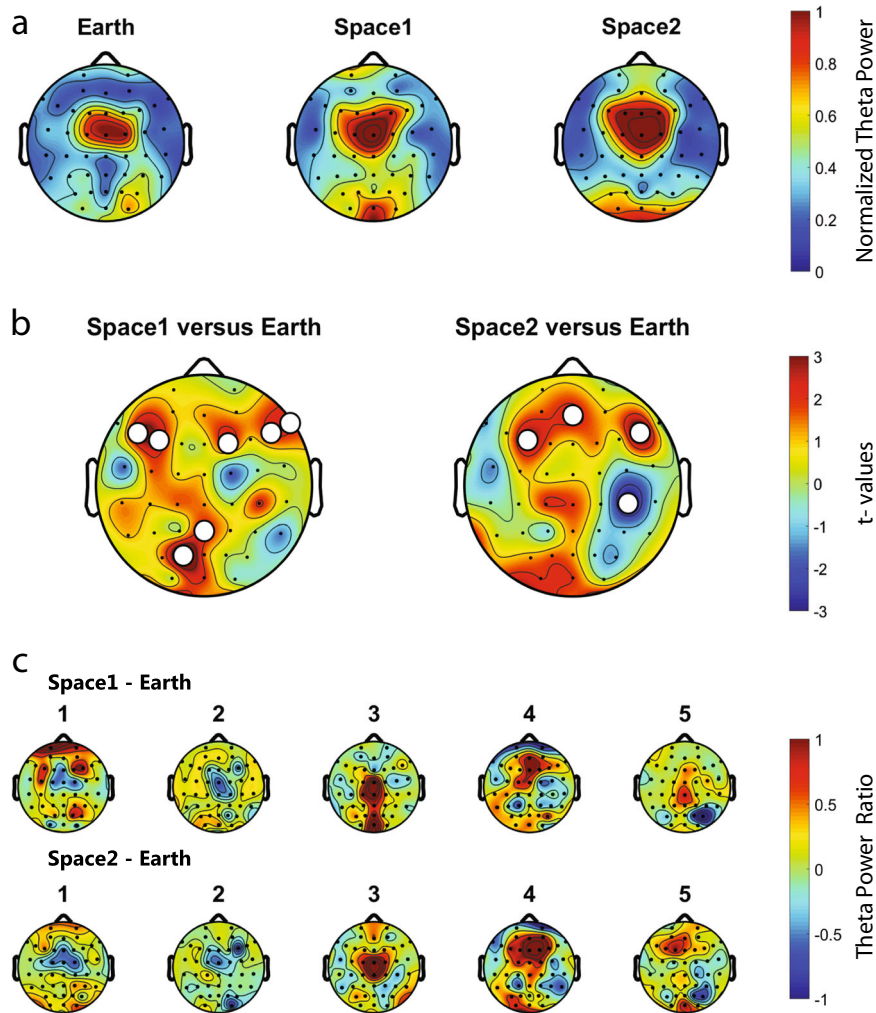 a
Earth
Space1
Space2
1
0.8
0.6
0.4
0.2
0
Normalized Theta Power
b
Space1 versus Earth
Space2 versus Earth
3
2
1
0
-1
-2
-3
t- values
c
Space1 - Earth
1 2 3 4 5
Space2 - Earth
1 2 3 4 5
1
0.5
0
-0.5
-1
Theta Power Ratio